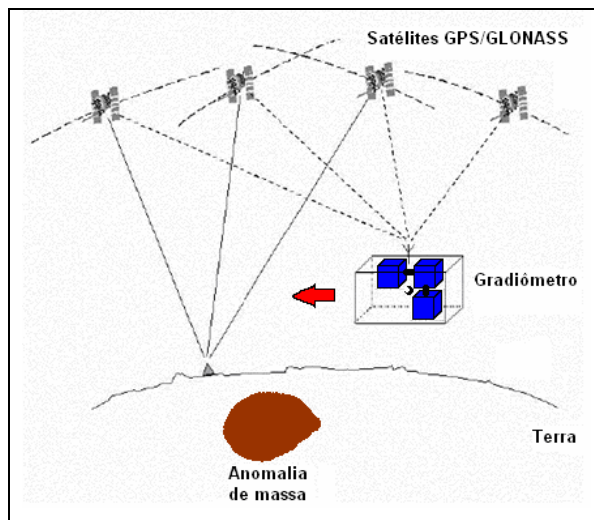 Satélites GPS/GLONASS
Gradiômetro
Terra
Anomalia
de massa